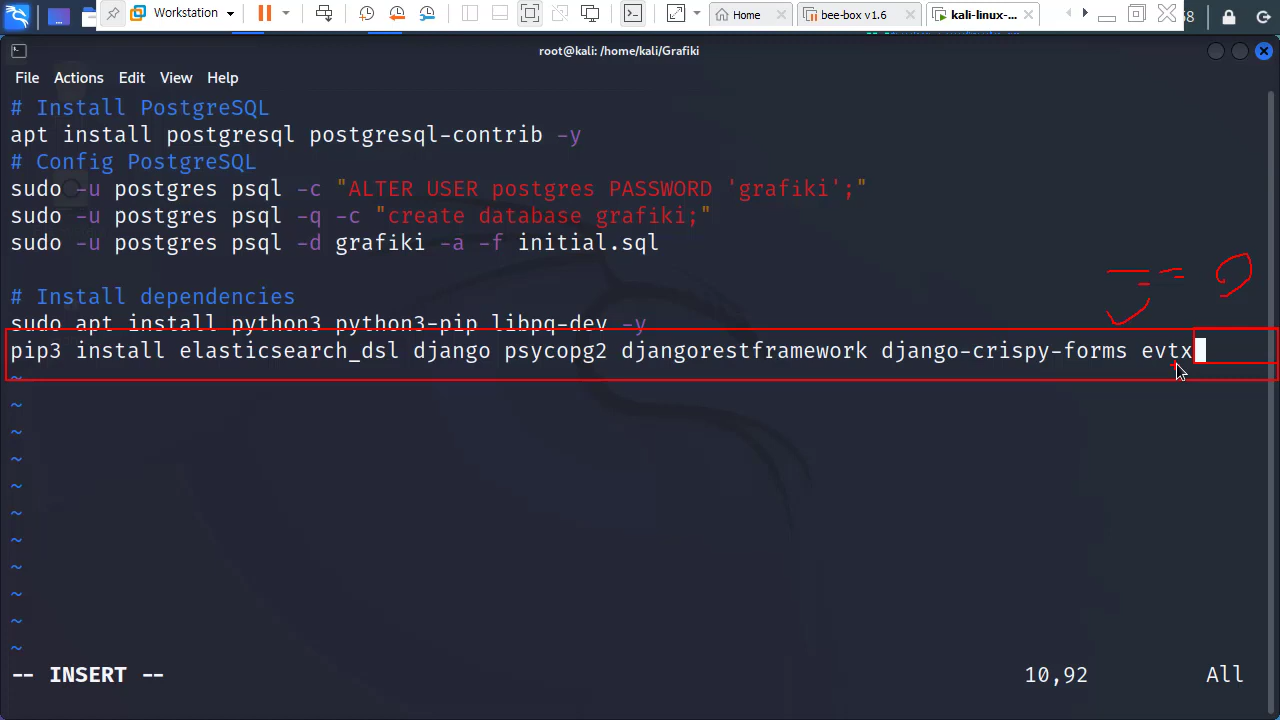 Workstation
Home
bee-box v1.6
kali-linux-...
root@kali: /home/kali/Grafiki
File Actions Edit View Help
# Install PostgreSQL
apt install postgresql postgresql-contrib -y
# Config PostgreSQL
sudo -u postgres psql -c "ALTER USER postgres PASSWORD 'grafiki';"
sudo -u postgres psql -q -c "create database grafiki;"
sudo -u postgres psql -d grafiki -a -f initial.sql
# Install dependencies
sudo apt install python3 python3-pip libpq-dev -y
pip3 install elasticsearch_dsl django psycopg2 djangorestframework django-crispy-forms evtx
~
~
~
~
~
~
~
~
~
~
~
-- INSERT --
10,92
All